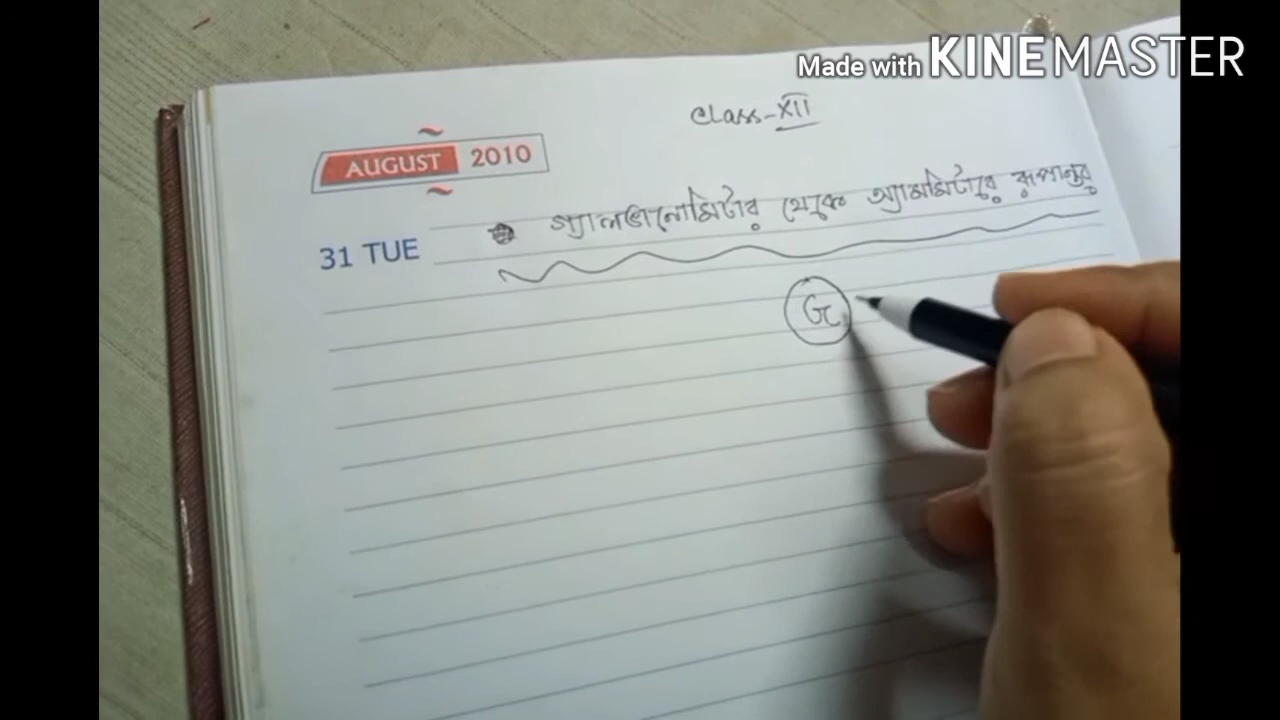 Made with KINEMASTER
Class-XII
AUGUST 2010
গ্যালভানোমিটার থেকে অ্যামমিটারে রূপান্তর
31 TUE
G